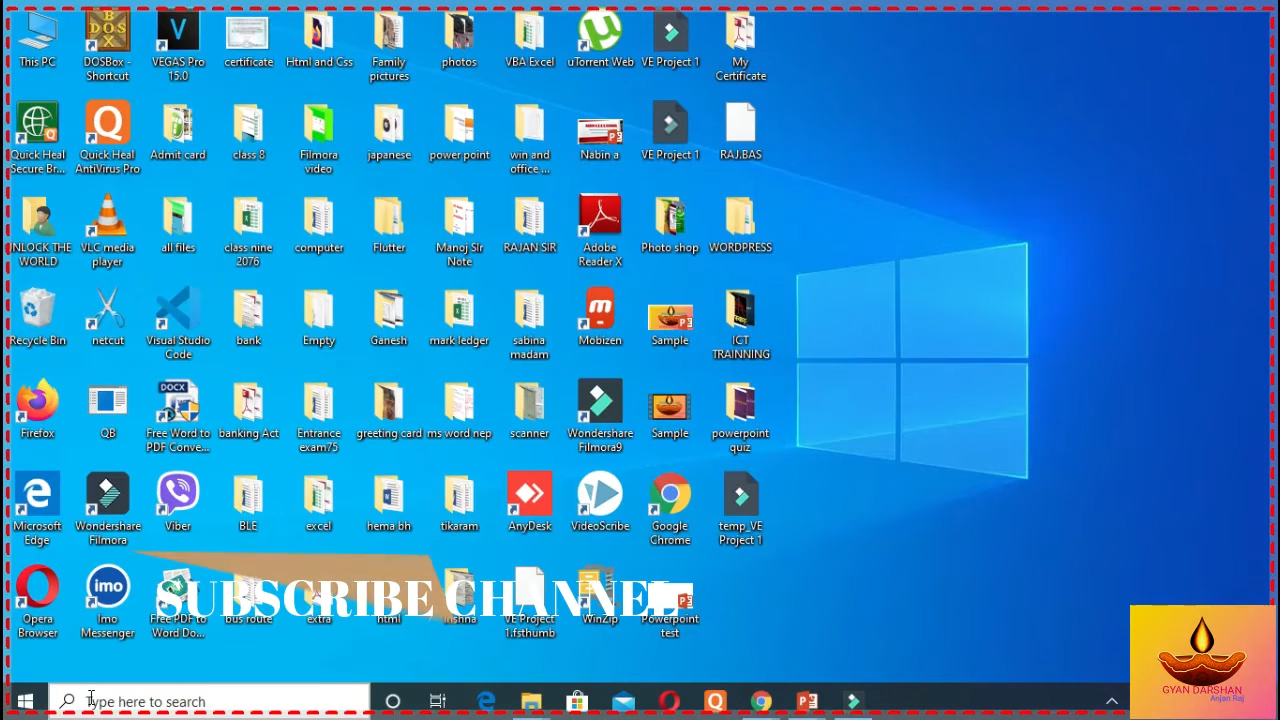 This PC
DOSBox -
Shortcut
VEGAS Pro
15.0
certificate
Html and Css
Family
pictures
photos
VBA Excel
uTorrent Web
VE Project 1
My
Certificate
Quick Heal
Secure Br...
Quick Heal
AntiVirus Pro
Admit card
class 8
Filmora
video
japanese
power point
win and
office ...
Nabin a
VE Project 1
RAJ.BAS
UNLOCK THE
WORLD
VLC media
player
all files
class nine
2076
computer
Flutter
Manoj Sir
Note
RAJAN SIR
Adobe
Reader X
Photo shop
WORDPRESS
Recycle Bin
netcut
Visual Studio
Code
bank
Empty
Ganesh
mark ledger
sabina
madam
Mobizen
Sample
ICT
TRAINNING
Firefox
QB
Free Word to
PDF Conve...
banking Act
Entrance
exam75
greeting card
ms word nep
scanner
Wondershare
Filmora9
Sample
powerpoint
quiz
Microsoft
Edge
Wondershare
Filmora
Viber
BLE
excel
hema bh
tikaram
AnyDesk
VideoScribe
Google
Chrome
temp_VE
Project 1
SUBSCRIBE CHANNEL
Opera
Browser
imo
Imo
Messenger
Free PDF to
Word Do...
bus route
extra
html
VE Project
1.fsthumb
WinZip
Powerpoint
test
Type here to search
GYAN DARSHAN
Anjan Raj